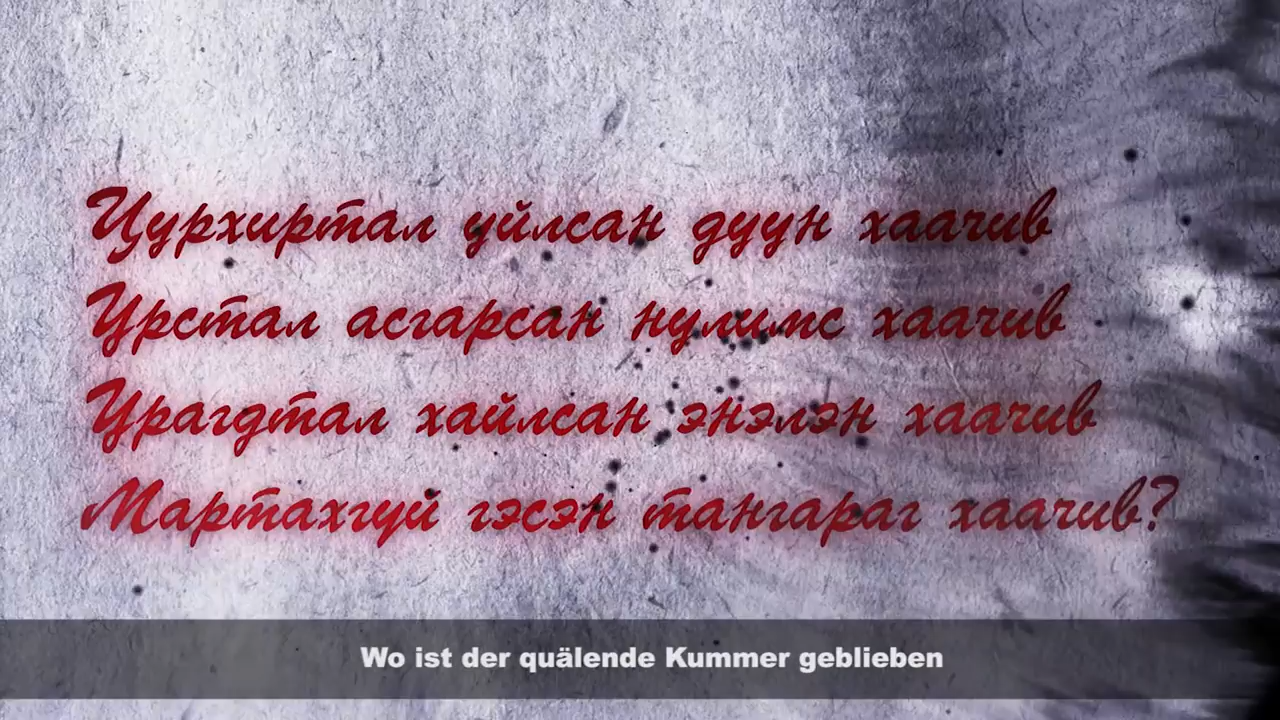 Цурхиртал уйлсан дуун хаачив
Урстал асгарсан нулимс хаачив
Урагдтал хайлсан энэлэн хаачив
Мартахгүй гэсэн тангараг хаачив?
Wo ist der quälende Kummer geblieben